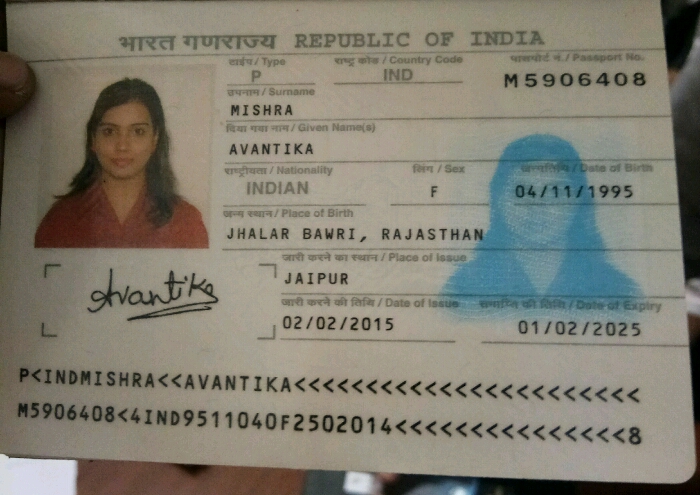 भारत गणराज्य REPUBLIC OF INDIA
टाईप / Type राष्ट्र कोड / Country Code पासपोर्ट न. / Passport No.
P IND M5906408
उपनाम / Surname
MISHRA
दिया गया नाम / Given Name(s)
AVANTIKA
राष्ट्रीयता / Nationality लिंग / Sex जन्मतिथि / Date of Birth
INDIAN F 04/11/1995
जन्म स्थान / Place of Birth
JHALAR BAWRI, RAJASTHAN
जारी करने का स्थान / Place of Issue
JAIPUR
Avantika
जारी करने की तिथि / Date of Issue समाप्ति की तिथि / Date of Expiry
02/02/2015 01/02/2025
P<INDMISHRA<<AVANTIKA<<<<<<<<<<<<<<<<<<<<<<<
M5906408<4IND9511040F2502014<<<<<<<<<<<<<<<8